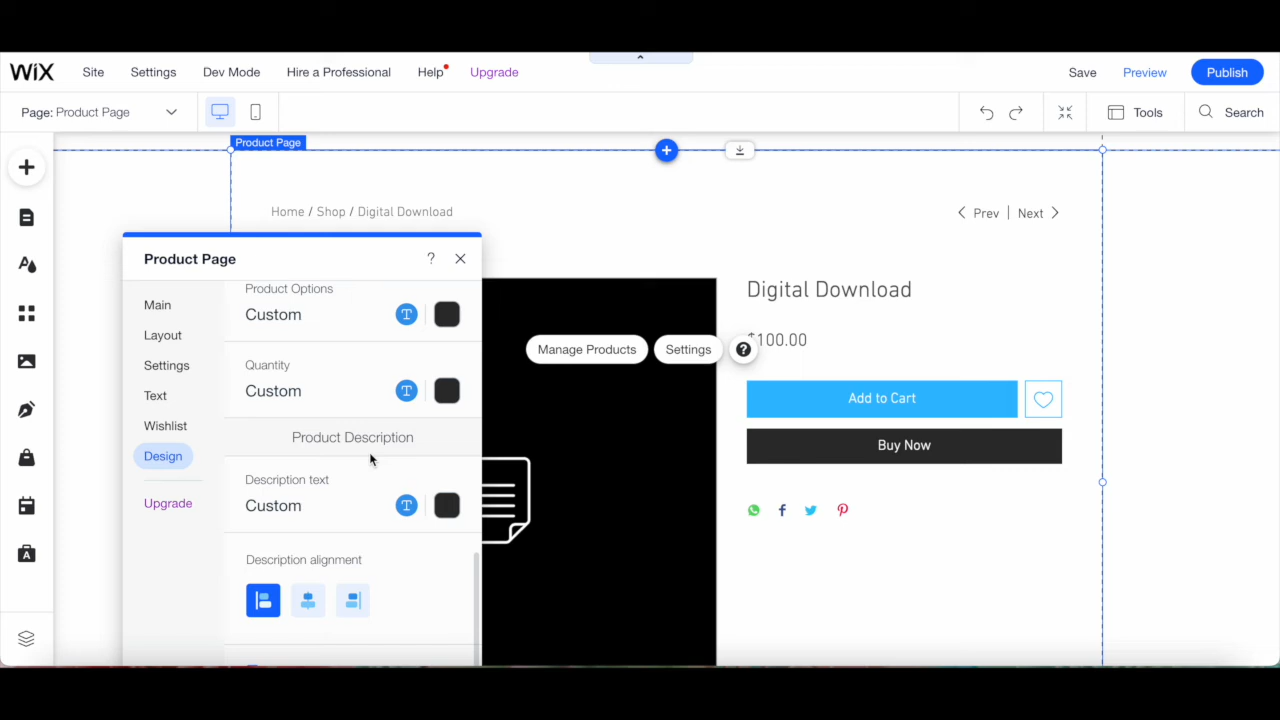 WiX Site Settings Dev Mode Hire a Professional Help Upgrade Save Preview Publish
Page: Product Page Tools Search
Product Page
Home / Shop / Digital Download Prev | Next
Product Page ?
Main
Layout
Settings
Text
Wishlist
Design
Upgrade
Product Options
Custom T
Quantity
Custom T
Product Description
Description text
Custom T
Description alignment
Manage Products Settings ?
Digital Download
$100.00
Add to Cart
Buy Now